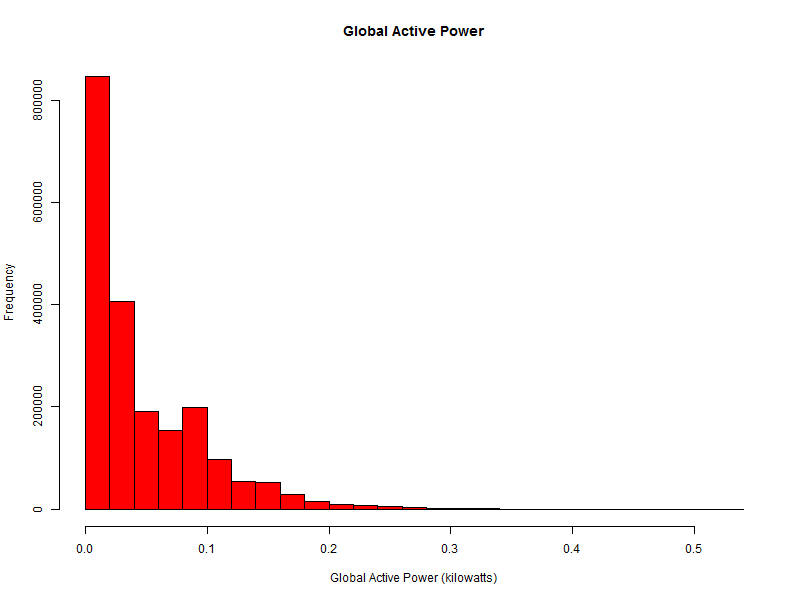 Global Active Power
800000
600000
400000
200000
0
Frequency
0.0 0.1 0.2 0.3 0.4 0.5
Global Active Power (kilowatts)